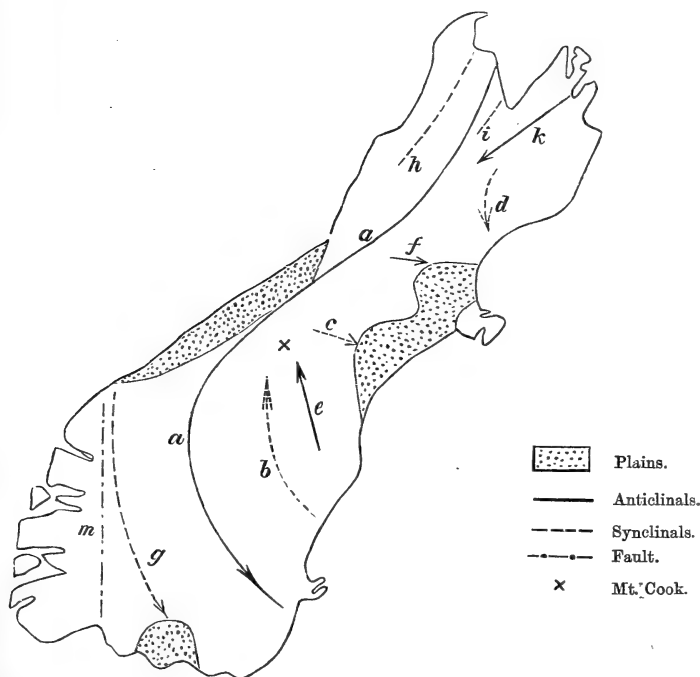 h
i
k
d
a
f
c
a
e
b
m
g
Plains.
Anticlinals.
Synclinals.
Fault.
Mt. Cook.